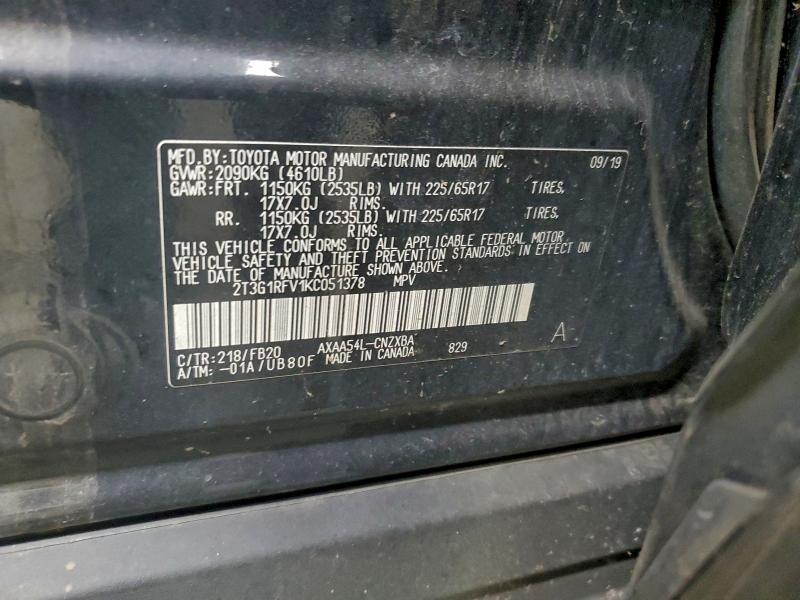 MFD.BY:TOYOTA MOTOR MANUFACTURING CANADA INC. 09/19
GVWR:2090KG (4610LB)
GAWR:FRT. 1150KG (2535LB) WITH 225/65R17 TIRES,
17X7.0J RIMS.
RR. 1150KG (2535LB) WITH 225/65R17 TIRES,
17X7.0J RIMS.
THIS VEHICLE CONFORMS TO ALL APPLICABLE FEDERAL MOTOR
VEHICLE SAFETY AND THEFT PREVENTION STANDARDS IN EFFECT ON
THE DATE OF MANUFACTURE SHOWN ABOVE.
2T3G1RFV1KC051378 MPV
C/TR:218/FB20 AXAA54L-CNZXBA A
A/TM:-01A/UB80F MADE IN CANADA 829